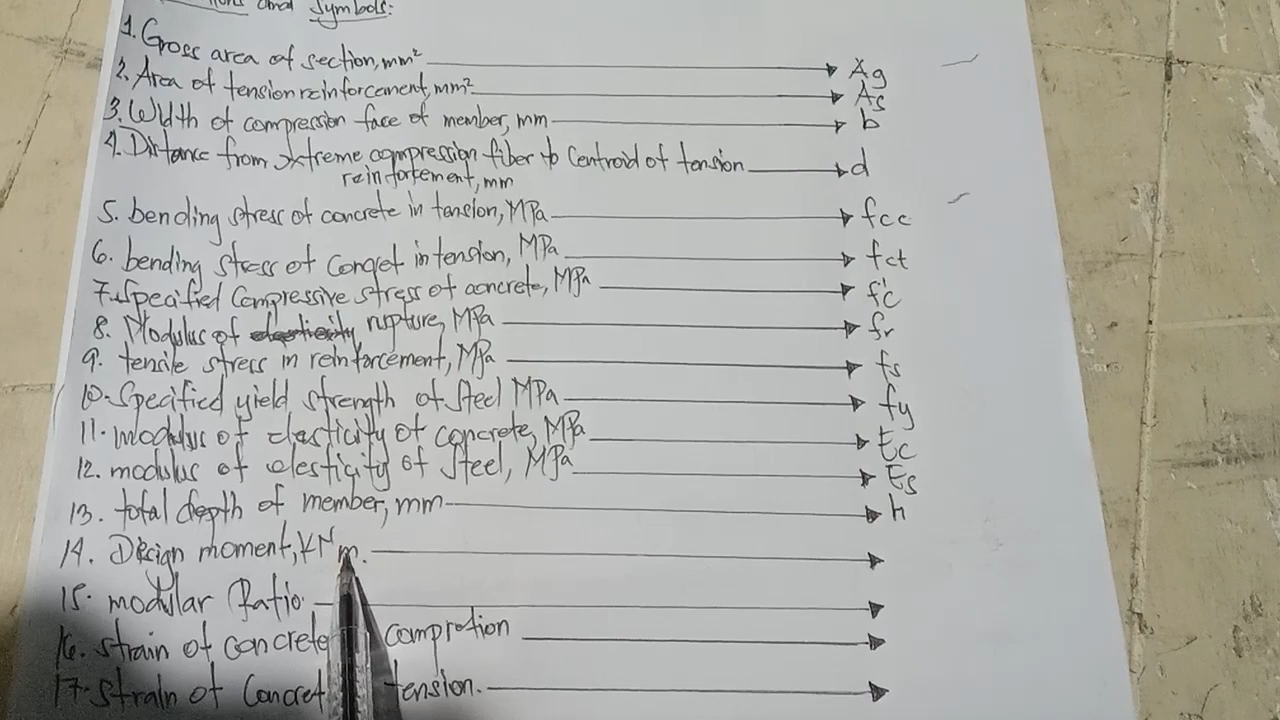 and symbols:
1. Gross area of section, mm² Ag
2. Area of tension reinforcement, mm² As
3. Width of compression face of member, mm b
4. Distance from extreme compression fiber to Centroid of tension d
reinforcement, mm
5. bending stress of concrete in tension, MPa fcc
6. bending stress of Concret in tension, MPa fct
7. Specified Compressive stress of concrete, MPa f'c
8. Modulus of rupture, MPa fr
9. tensile stress in reinforcement, MPa fs
10. Specified yield strength of Steel MPa fy
11. modulus of elasticity of concrete, MPa Ec
12. modulus of elesticity of Steel, MPa Es
13. total depth of member, mm h
14. Design moment, KN m.
15. modular Ratio
16. strain of concrete compretion
17. Strain of Concret tension.